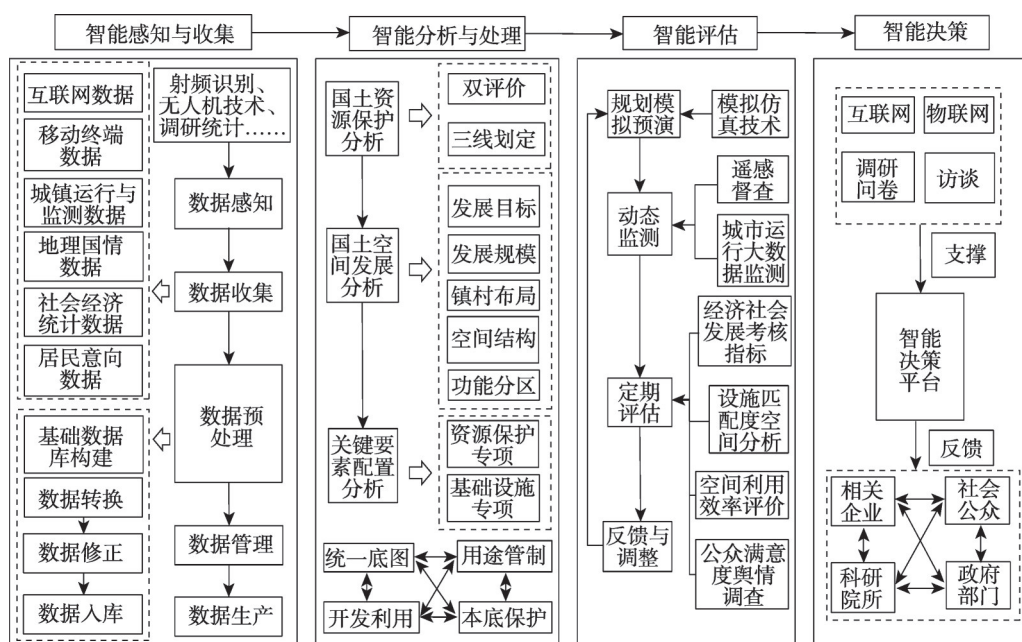 智能感知与收集
智能分析与处理
智能评估
智能决策
互联网数据
移动终端
数据
城镇运行与
监测数据
地理国情
数据
社会经济
统计数据
居民意向
数据
基础数据
库构建
数据转换
数据修正
数据入库
射频识别、
无人机技术、
调研统计……
数据感知
数据收集
数据预
处理
数据管理
数据生产
国土资
源保护
分析
国土空
间发展
分析
关键要
素配置
分析
双评价
三线划定
发展目标
发展规模
镇村布局
空间结构
功能分区
资源保护
专项
基础设施
专项
统一底图
用途管制
开发利用
本底保护
规划模
拟预演
动态
监测
定期
评估
反馈与
调整
模拟仿
真技术
遥感
督查
城市运
行大数
据监测
经济社会
发展考核
指标
设施匹
配度空
间分析
空间利用
效率评价
公众满意
度舆情
调查
互联网
物联网
调研
问卷
访谈
支撑
智能
决策
平台
反馈
相关
企业
社会
公众
科研
院所
政府
部门